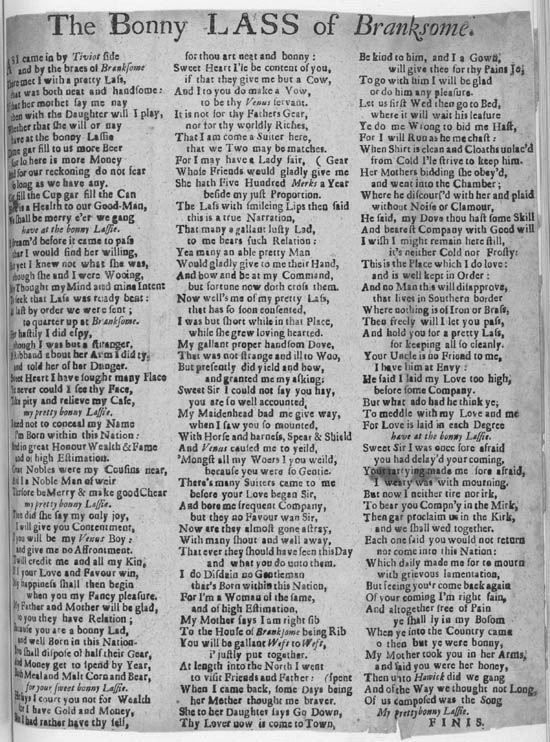 The Bonny LASS of Branksome.
S I came in by Tiviot side
and by the braes of Branksome
There met I with a pretty Lass,
that was both neat and handsome:
that her mother say me nay
when with the Daughter will I play,
Whether that she will or nay
have at the bonny Lassie
Dame gar fill to us more Beer
for lo here is more Money
And for our reckoning do not fear
so long as we have any.
Gar fill the Cup gar fill the Can
Here is a Health to our Good-Man,
We shall be merry e'er we gang
have at the bonny Lassie.
I dream'd before it came to pass
that I would find her willing,
And yet I knew not what she was,
though she and I were Wooing,
My Thought my Mind and mine Intent
To seek that Lass was ready bent:
At last by order we were sent;
to quarter up at Branksome.
Her hastily I did espy,
though I was but a stranger,
A Ribband about her Arm I did ty,
and told her of her Danger.
Sweet Heart I have sought many Place
but never could I see thy Face,
Take pity and relieve my Case,
my pretty bonny Lassie.
I need not to conceal my Name
I'm Born within this Nation:
And in great Honour Wealth & Fame
and of high Estimation.
Great Nobles were my Cousins near,
did la Noble Man of weir
Therefore be Merry & make good Chear
my pretty bonny Lassie.
Then did she say my only joy,
I will give you Contentment,
You will be my Venus Boy:
and give me no Affrontment.
I will credit me and all my Kin,
If your Love and Favour win,
My happiness shall then begin
when you my Fancy pleasure.
My Father and Mother will be glad,
to you they have Relation;
Because you are a bonny Lad,
and well Born in this Nation.
You shall dispose of half their Gear,
And Money get to spend by Year,
Both Meal and Malt Corn and Bear,
for your sweet bonny Lassie.
He says I court you not for Wealth
for I have Gold and Money,
But I had rather have thy self,
for thou art neat and bonny:
Sweet Heart I'le be content of you,
if that they give me but a Cow,
And I to you do make a Vow,
to be thy Venus servant.
It is not for thy Fathers Gear,
nor for thy worldly Riches,
That I am come a Suiter here,
that we Two may be matches.
For I may have a Lady fair, ( Gear
Whose Friends would gladly give me
She hath Five Hundred Merks a Year
beside my just Proportion.
The Lass with smileing Lips then said
this is a true Narration,
That many a gallant lusty Lad,
to me bears such Relation:
Yea many an able pretty Man
Would gladly give to me their Hand,
And bow and be at my Command,
but fortune now doth cross them.
Now well's me of my pretty Lass,
that has so soon consented,
I was but short while in that Place,
while she grew loving hearted.
My gallant proper handsom Dove,
That was not strange and ill to Woo,
But presently did yield and bow,
and granted me my asking:
Sweet Sir I could not say you hay,
you are so well accounted,
My Maidenhead bad me give way,
when I saw you so mounted,
With Horse and harness, Spear & Shield
And Venus caused me to yeild,
'Mongst all my Woers I you weild,
because you were so Gentie.
There's many Suiters came to me
before your Love began Sir,
And bore me frequent Company,
but they no Favour wan Sir,
Now are they almost gone astray,
With many shout and well away,
That ever they should have seen this Day
and what you do unto them.
I do Disdain no Gentleman
that's Born within this Nation,
For I'm a Woman of the same,
and of high Estimation,
My Mother says I am right sib
To the House of Branksome being Rib
You will be gallant Wefs to Wefs,
if justly put together.
At length into the North I went
to visit Friends and Father: (spent
When I came back, some Days being
her Mother thought me braver.
She to her Daughter says Go Down,
Thy Lover now is come to Town,
Be kind to him, and I a Gown,
will give thee for thy Pains Jo;
To go with him I will be glad
or do him any pleasure.
Let us first Wed then go to Bed,
where it will wait his leasure
Ye do me Wrong to bid me Hast,
For I will Run as he me chast:
When Shirt is clean and Cloaths unlac'd
from Cold I'le strive to keep him.
Her Mothers bidding she obey'd,
and went into the Chamber;
Where he discours'd with her and plaid
without Noise or Clamour,
He said, my Dove thou hast some Skill
And bearest Company with Good will
I wish I might remain here still,
it's neither Cold nor Frosty:
This is the Place which I do love:
and is well kept in Order:
And no Man this will disapprove,
that lives in Southern border
Where nothing is of Iron or Brass,
Then freely will I let you pass,
And hold you for a pretty Lass,
for keeping all so cleanly.
Your Uncle is no Friend to me,
I have him at Envy:
He said I laid my Love too high,
before some Company.
But what ado had he think ye;
To meddle with my Love and me
For Love is laid in each Degree
have at the bonny Lassie.
Sweet Sir I was once sore afraid
you had delay'd your coming,
Your tarrying made me sore afraid,
I weary was with mourning.
But now I neither tire nor irk,
To bear you Compn'y in the Mirk,
Then gar proclaim us in the Kirk,
and we shall wed together.
Each one said you would not return
nor come into this Nation:
Which daily made me for to mourn
with grievous lamentation,
But seeing you'r come back again
Of your coming I'm right fain,
And altogether free of Pain
ye shall ly in my Bosom
When ye into the Country came
o then but ye were bonny,
My Mother took you in her Arms,
and said you were her honey,
Then unto Hawick did we gang
And of the Way we thought not Long,
Of us composed was the Song
My pretty bonny Lassie.
FINIS.